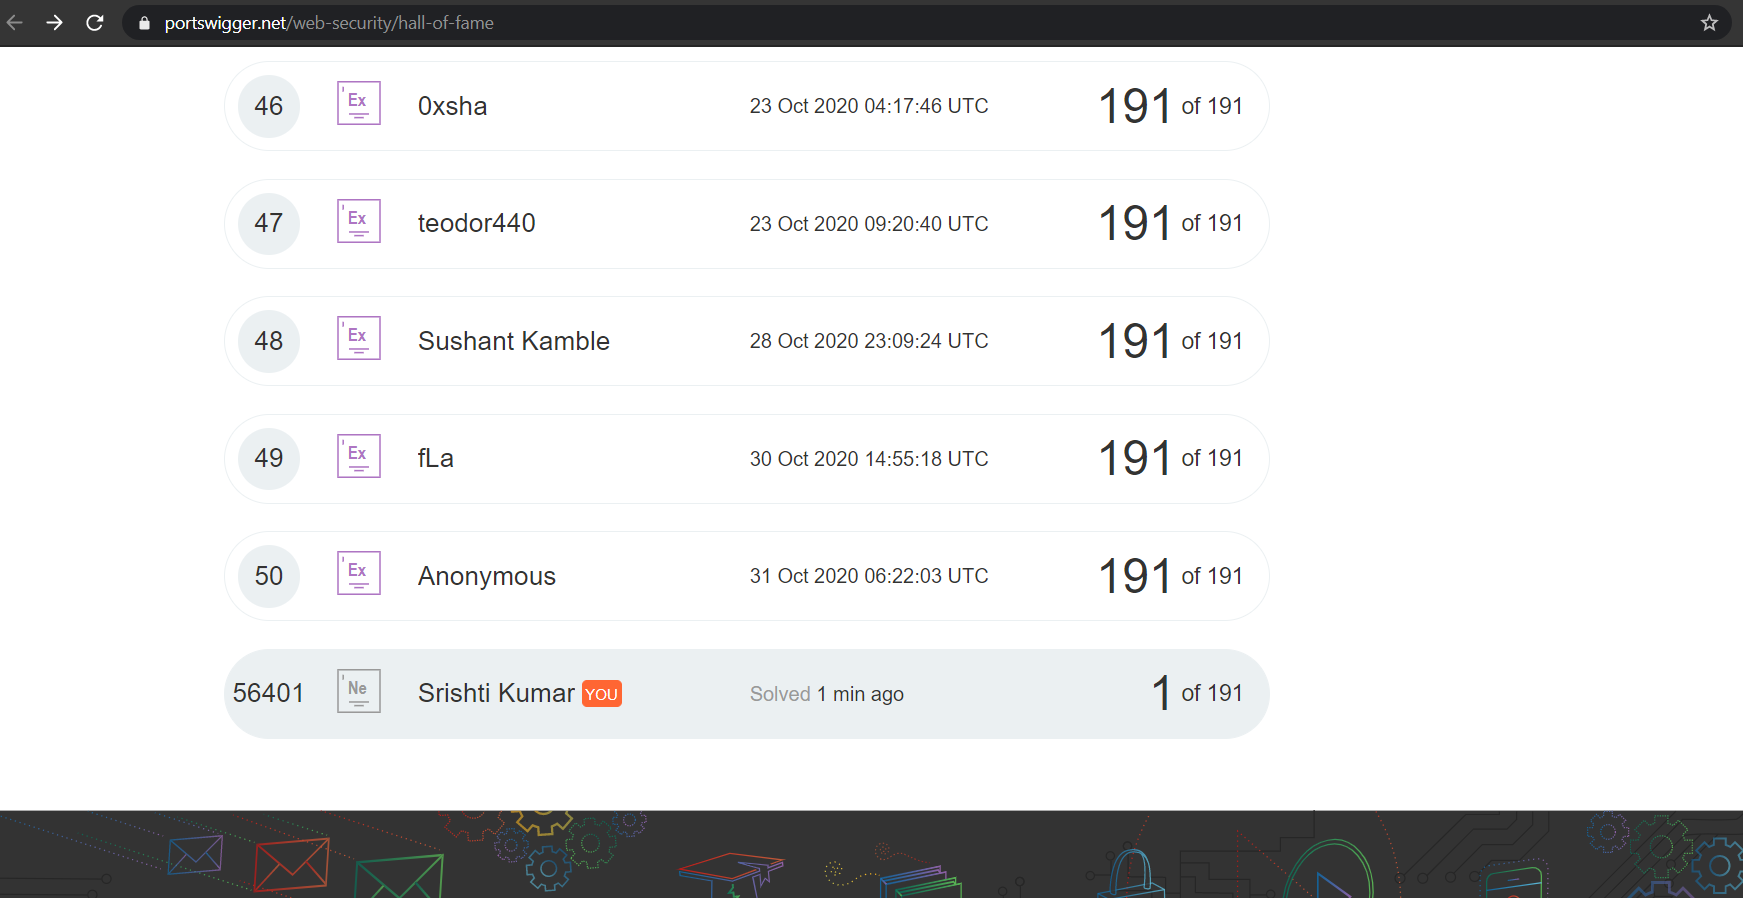 portswigger.net/web-security/hall-of-fame
46 Ex 0xsha 23 Oct 2020 04:17:46 UTC 191 of 191
47 Ex teodor440 23 Oct 2020 09:20:40 UTC 191 of 191
48 Ex Sushant Kamble 28 Oct 2020 23:09:24 UTC 191 of 191
49 Ex fLa 30 Oct 2020 14:55:18 UTC 191 of 191
50 Ex Anonymous 31 Oct 2020 06:22:03 UTC 191 of 191
56401 Ne Srishti Kumar YOU Solved 1 min ago 1 of 191